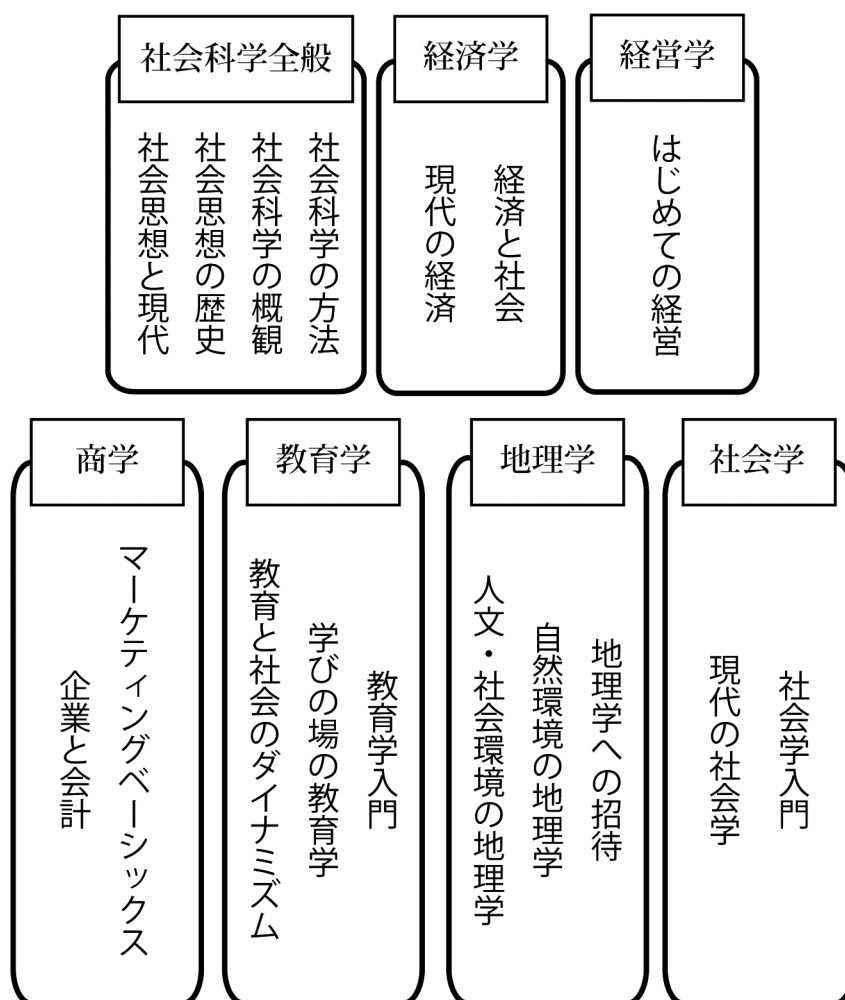 社会科学全般
社会科学の方法
社会科学の概観
社会思想の歴史
社会思想と現代
経済学
経済と社会
現代の経済
経営学
はじめての経営
商学
マーケティングベーシックス
企業と会計
教育学
教育学入門
学びの場の教育学
教育と社会のダイナミズム
地理学
地理学への招待
自然環境の地理学
人文・社会環境の地理学
社会学
社会学入門
現代の社会学